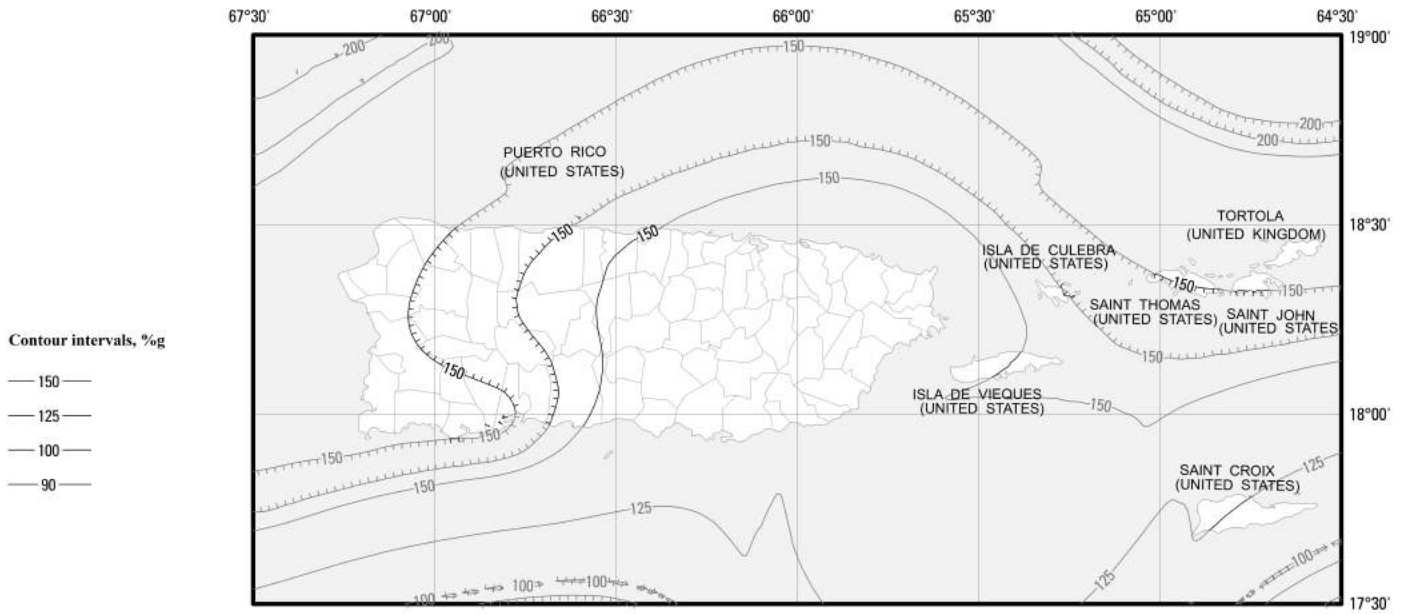 67°30' 67°00' 66°30' 66°00' 65°30' 65°00' 64°30'
19°00'
200 200 150
200
200
PUERTO RICO
(UNITED STATES)
150
150
18°30'
TORTOLA
(UNITED KINGDOM)
150 150
ISLA DE CULEBRA
(UNITED STATES)
150 150
SAINT THOMAS
(UNITED STATES)
SAINT JOHN
(UNITED STATES
Contour intervals, %g
150
125
100
90
150
150
ISLA DE VIEQUES
(UNITED STATES)
150
18°00'
150
150
150
125
SAINT CROIX
(UNITED STATES)
125
125
100
100 100
100
17°30'